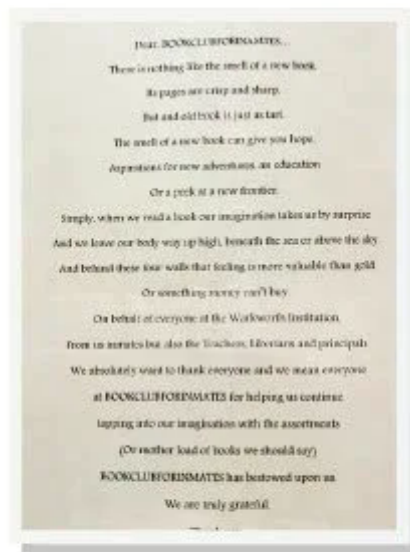 Dear, BOOKCLUBFORINMATES...
There is nothing like the smell of a new book.
Its pages are crisp and sharp.
But and old book is just as tart.
The smell of a new book can give you hope.
Aspirations for new adventures, an education
Or a peek at a new frontier.
Simply, when we read a book our imagination takes us by surprise
And we leave our body way up high, beneath the sea or above the sky
And behind these four walls that feeling is more valuable than gold
Or something money can't buy
On behalf of everyone at the Workworth Institution,
From us inmates but also the Teachers, Librarians and principals
We absolutely want to thank everyone and we mean everyone
at BOOKCLUBFORINMATES for helping us continue
tapping into our imagination with the assortments
(Or mother load of books we should say)
BOOKCLUBFORINMATES has bestowed upon us.
We are truly grateful.